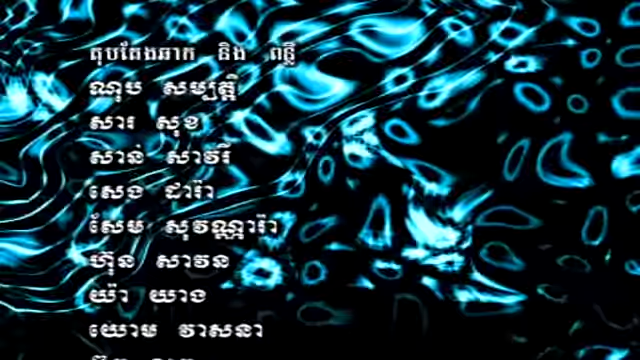 តុបតែងឆាក និង ពន្លឺ
ណុប សម្បត្តិ
សារ សុខ
សាន់ សាវរី
សេង ដារ៉ា
សែម សុវណ្ណារ៉ា
ហ៊ុន សាវន
យ៉ា យាង
យោម វាសនា